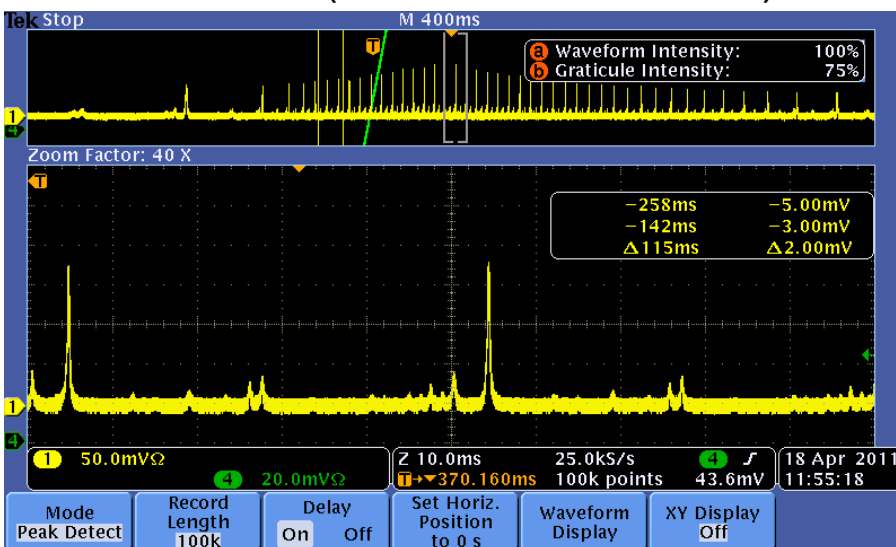 Tek Stop M 400ms
T
a Waveform Intensity: 100%
b Graticule Intensity: 75%
1
4
Zoom Factor: 40 X
T
−258ms −5.00mV
−142ms −3.00mV
Δ115ms Δ2.00mV
1
4
1 50.0mVΩ Z 10.0ms 25.0kS/s 4 18 Apr 2011
4 20.0mVΩ T→▼370.160ms 100k points 43.6mV 11:55:18
Mode
Peak Detect
Record
Length
100k
Delay
On Off
Set Horiz.
Position
to 0 s
Waveform
Display
XY Display
Off